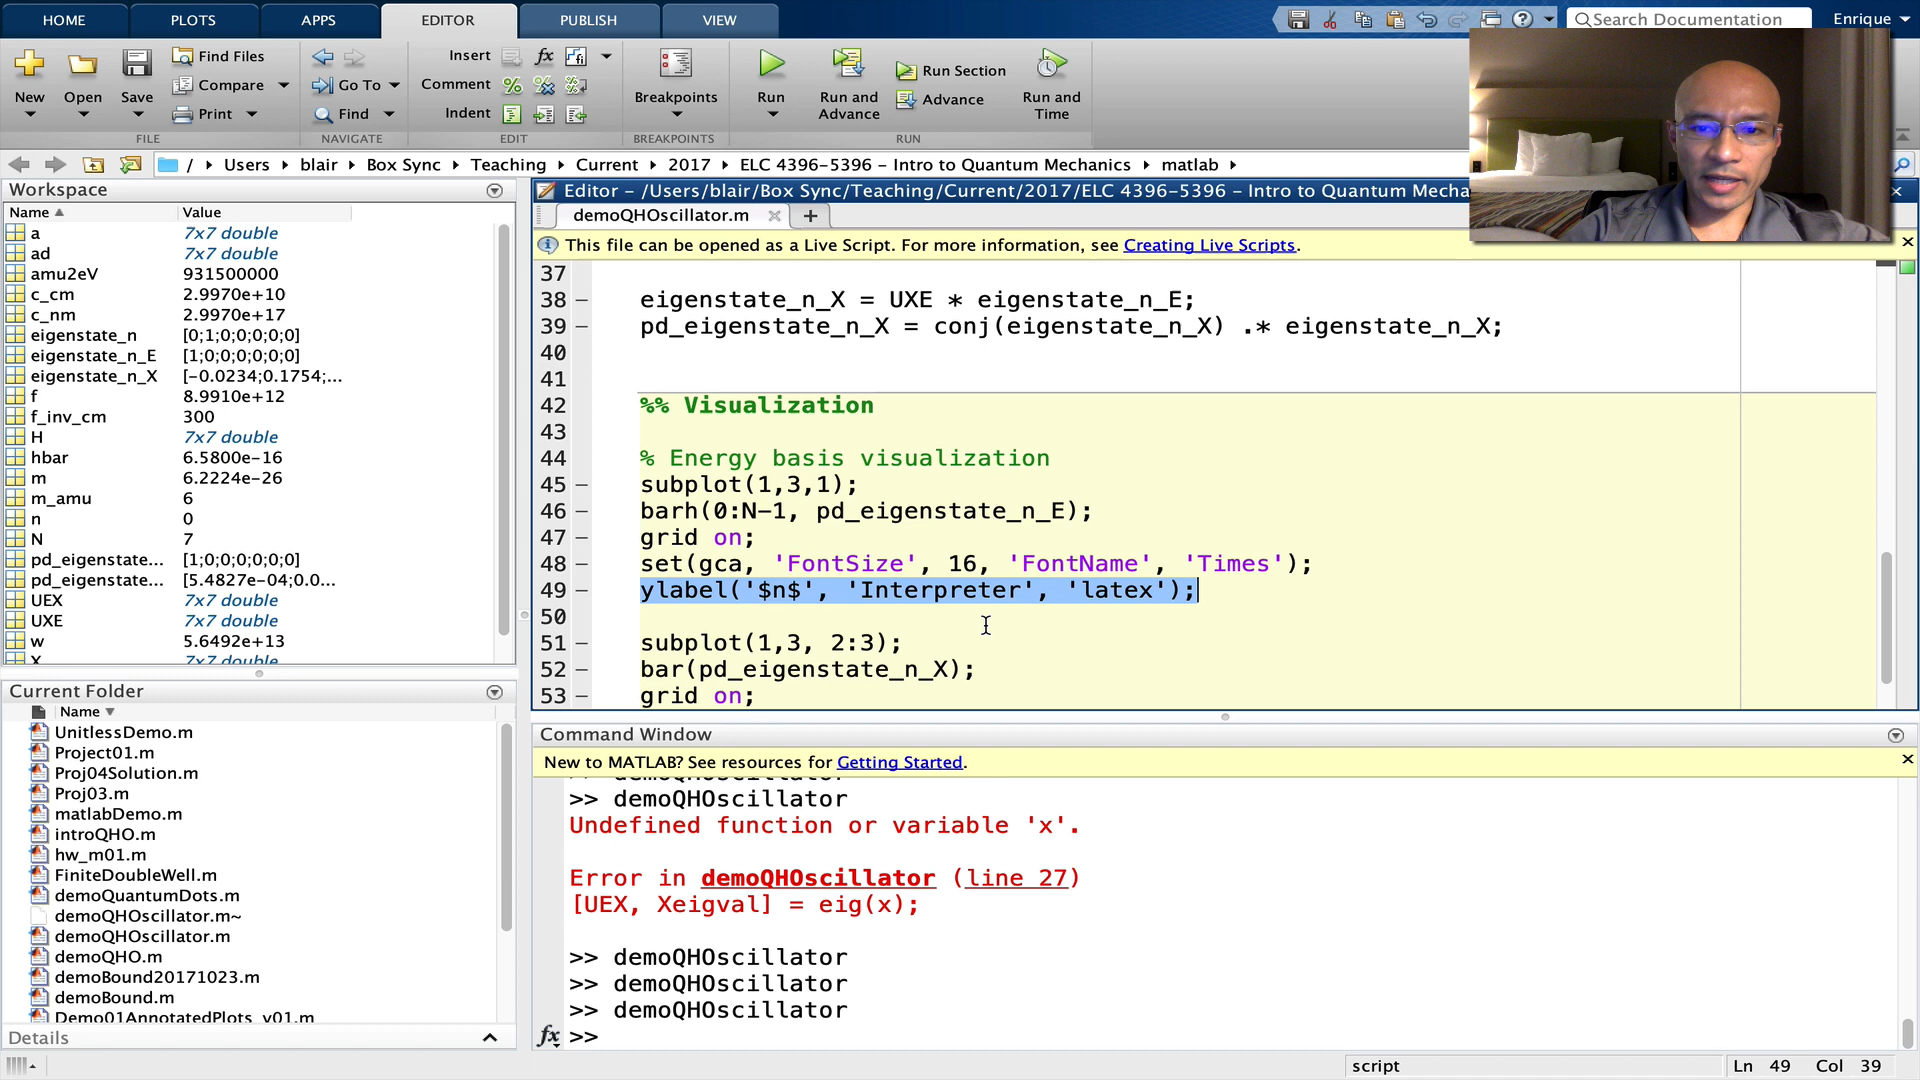 HOME
PLOTS
APPS
EDITOR
PUBLISH
VIEW
Search Documentation
Enrique
New
Open
Save
Find Files
Compare
Print
FILE
Go To
Find
NAVIGATE
Insert
fx
Comment
Indent
EDIT
Breakpoints
BREAKPOINTS
Run
Run and
Advance
Run Section
Advance
Run and
Time
RUN
/ Users blair Box Sync Teaching Current 2017 ELC 4396-5396 - Intro to Quantum Mechanics matlab
Workspace
Name Value
a 7x7 double
ad 7x7 double
amu2eV 931500000
c_cm 2.9970e+10
c_nm 2.9970e+17
eigenstate_n [0;1;0;0;0;0;0]
eigenstate_n_E [1;0;0;0;0;0;0]
eigenstate_n_X [-0.0234;0.1754;...
f 8.9910e+12
f_inv_cm 300
H 7x7 double
hbar 6.5800e-16
m 6.2224e-26
m_amu 6
n 0
N 7
pd_eigenstate... [1;0;0;0;0;0;0]
pd_eigenstate... [5.4827e-04;0.0...
UEX 7x7 double
UXE 7x7 double
w 5.6492e+13
X 7x7 double
Current Folder
Name
UnitlessDemo.m
Project01.m
Proj04Solution.m
Proj03.m
matlabDemo.m
introQHO.m
hw_m01.m
FiniteDoubleWell.m
demoQuantumDots.m
demoQHOscillator.m~
demoQHOscillator.m
demoQHO.m
demoBound20171023.m
demoBound.m
Demo01AnnotatedPlots_v01.m
Details
Editor - /Users/blair/Box Sync/Teaching/Current/2017/ELC 4396-5396 - Intro to Quantum Mecha
demoQHOscillator.m
This file can be opened as a Live Script. For more information, see Creating Live Scripts.
37
38 eigenstate_n_X = UXE * eigenstate_n_E;
39 pd_eigenstate_n_X = conj(eigenstate_n_X) .* eigenstate_n_X;
40
41
42 %% Visualization
43
44 % Energy basis visualization
45 subplot(1,3,1);
46 barh(0:N-1, pd_eigenstate_n_E);
47 grid on;
48 set(gca, 'FontSize', 16, 'FontName', 'Times');
49 ylabel('$n$', 'Interpreter', 'latex');
50
51 subplot(1,3, 2:3);
52 bar(pd_eigenstate_n_X);
53 grid on;
Command Window
New to MATLAB? See resources for Getting Started.
>> demoQHOscillator
>> demoQHOscillator
Undefined function or variable 'x'.
Error in demoQHOscillator (line 27)
[UEX, Xeigval] = eig(x);
>> demoQHOscillator
>> demoQHOscillator
>> demoQHOscillator
fx >>
script
Ln 49 Col 39